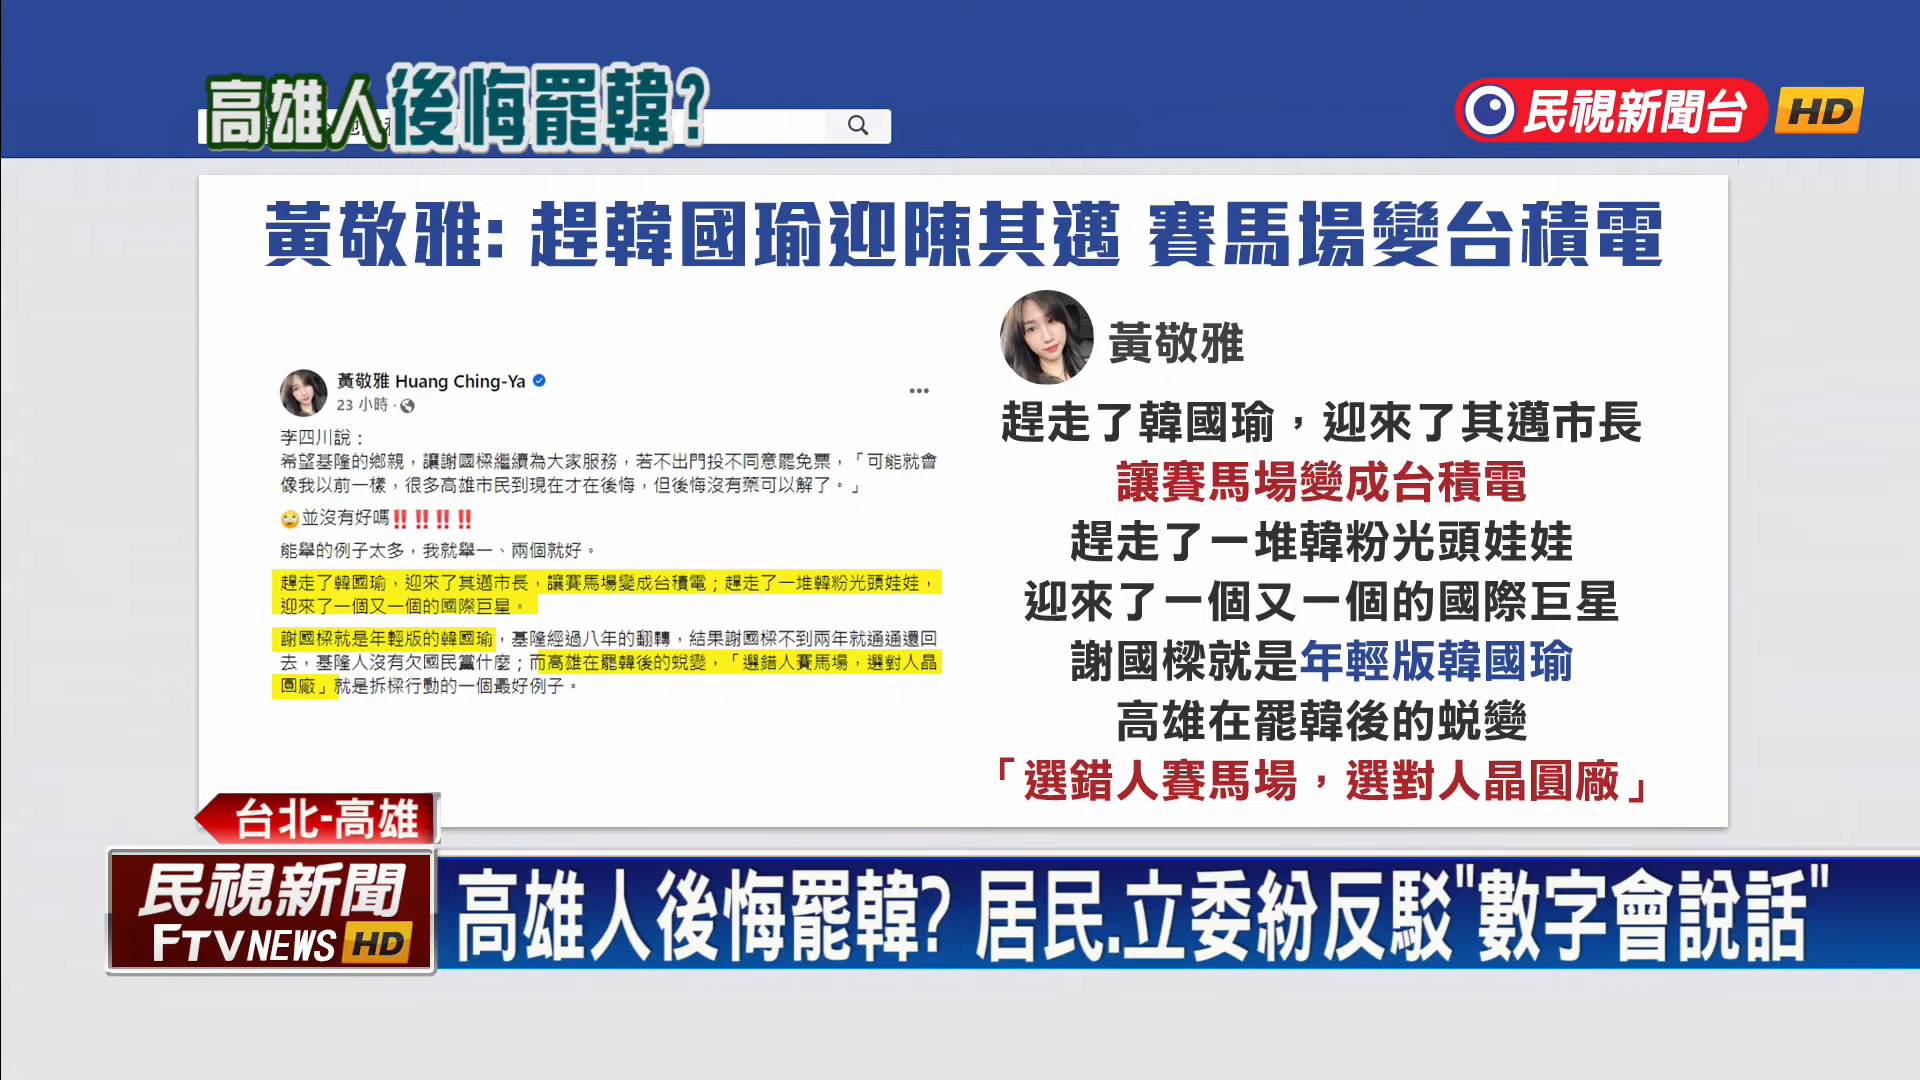 高雄人後悔罷韓?
民視新聞台 HD
黃敬雅: 趕韓國瑜迎陳其邁 賽馬場變台積電
黃敬雅 Huang Ching-Ya
23 小時 ·
李四川說：
希望基隆的鄉親，讓謝國樑繼續為大家服務，若不出門投不同意罷免票，「可能就會
像我以前一樣，很多高雄市民到現在才在後悔，但後悔沒有藥可以解了。」
🙄並沒有好嗎‼️‼️‼️‼️
能舉的例子太多，我就舉一、兩個就好。
趕走了韓國瑜，迎來了其邁市長，讓賽馬場變成台積電；趕走了一堆韓粉光頭娃娃，
迎來了一個又一個的國際巨星。
謝國樑就是年輕版的韓國瑜，基隆經過八年的翻轉，結果謝國樑不到兩年就通通還回
去，基隆人沒有欠國民黨什麼；而高雄在罷韓後的蛻變，「選錯人賽馬場，選對人晶
圓廠」就是拆樑行動的一個最好例子。
黃敬雅
趕走了韓國瑜，迎來了其邁市長
讓賽馬場變成台積電
趕走了一堆韓粉光頭娃娃
迎來了一個又一個的國際巨星
謝國樑就是年輕版韓國瑜
高雄在罷韓後的蛻變
「選錯人賽馬場，選對人晶圓廠」
台北-高雄
民視新聞
FTV NEWS HD
高雄人後悔罷韓? 居民.立委紛反駁"數字會說話"